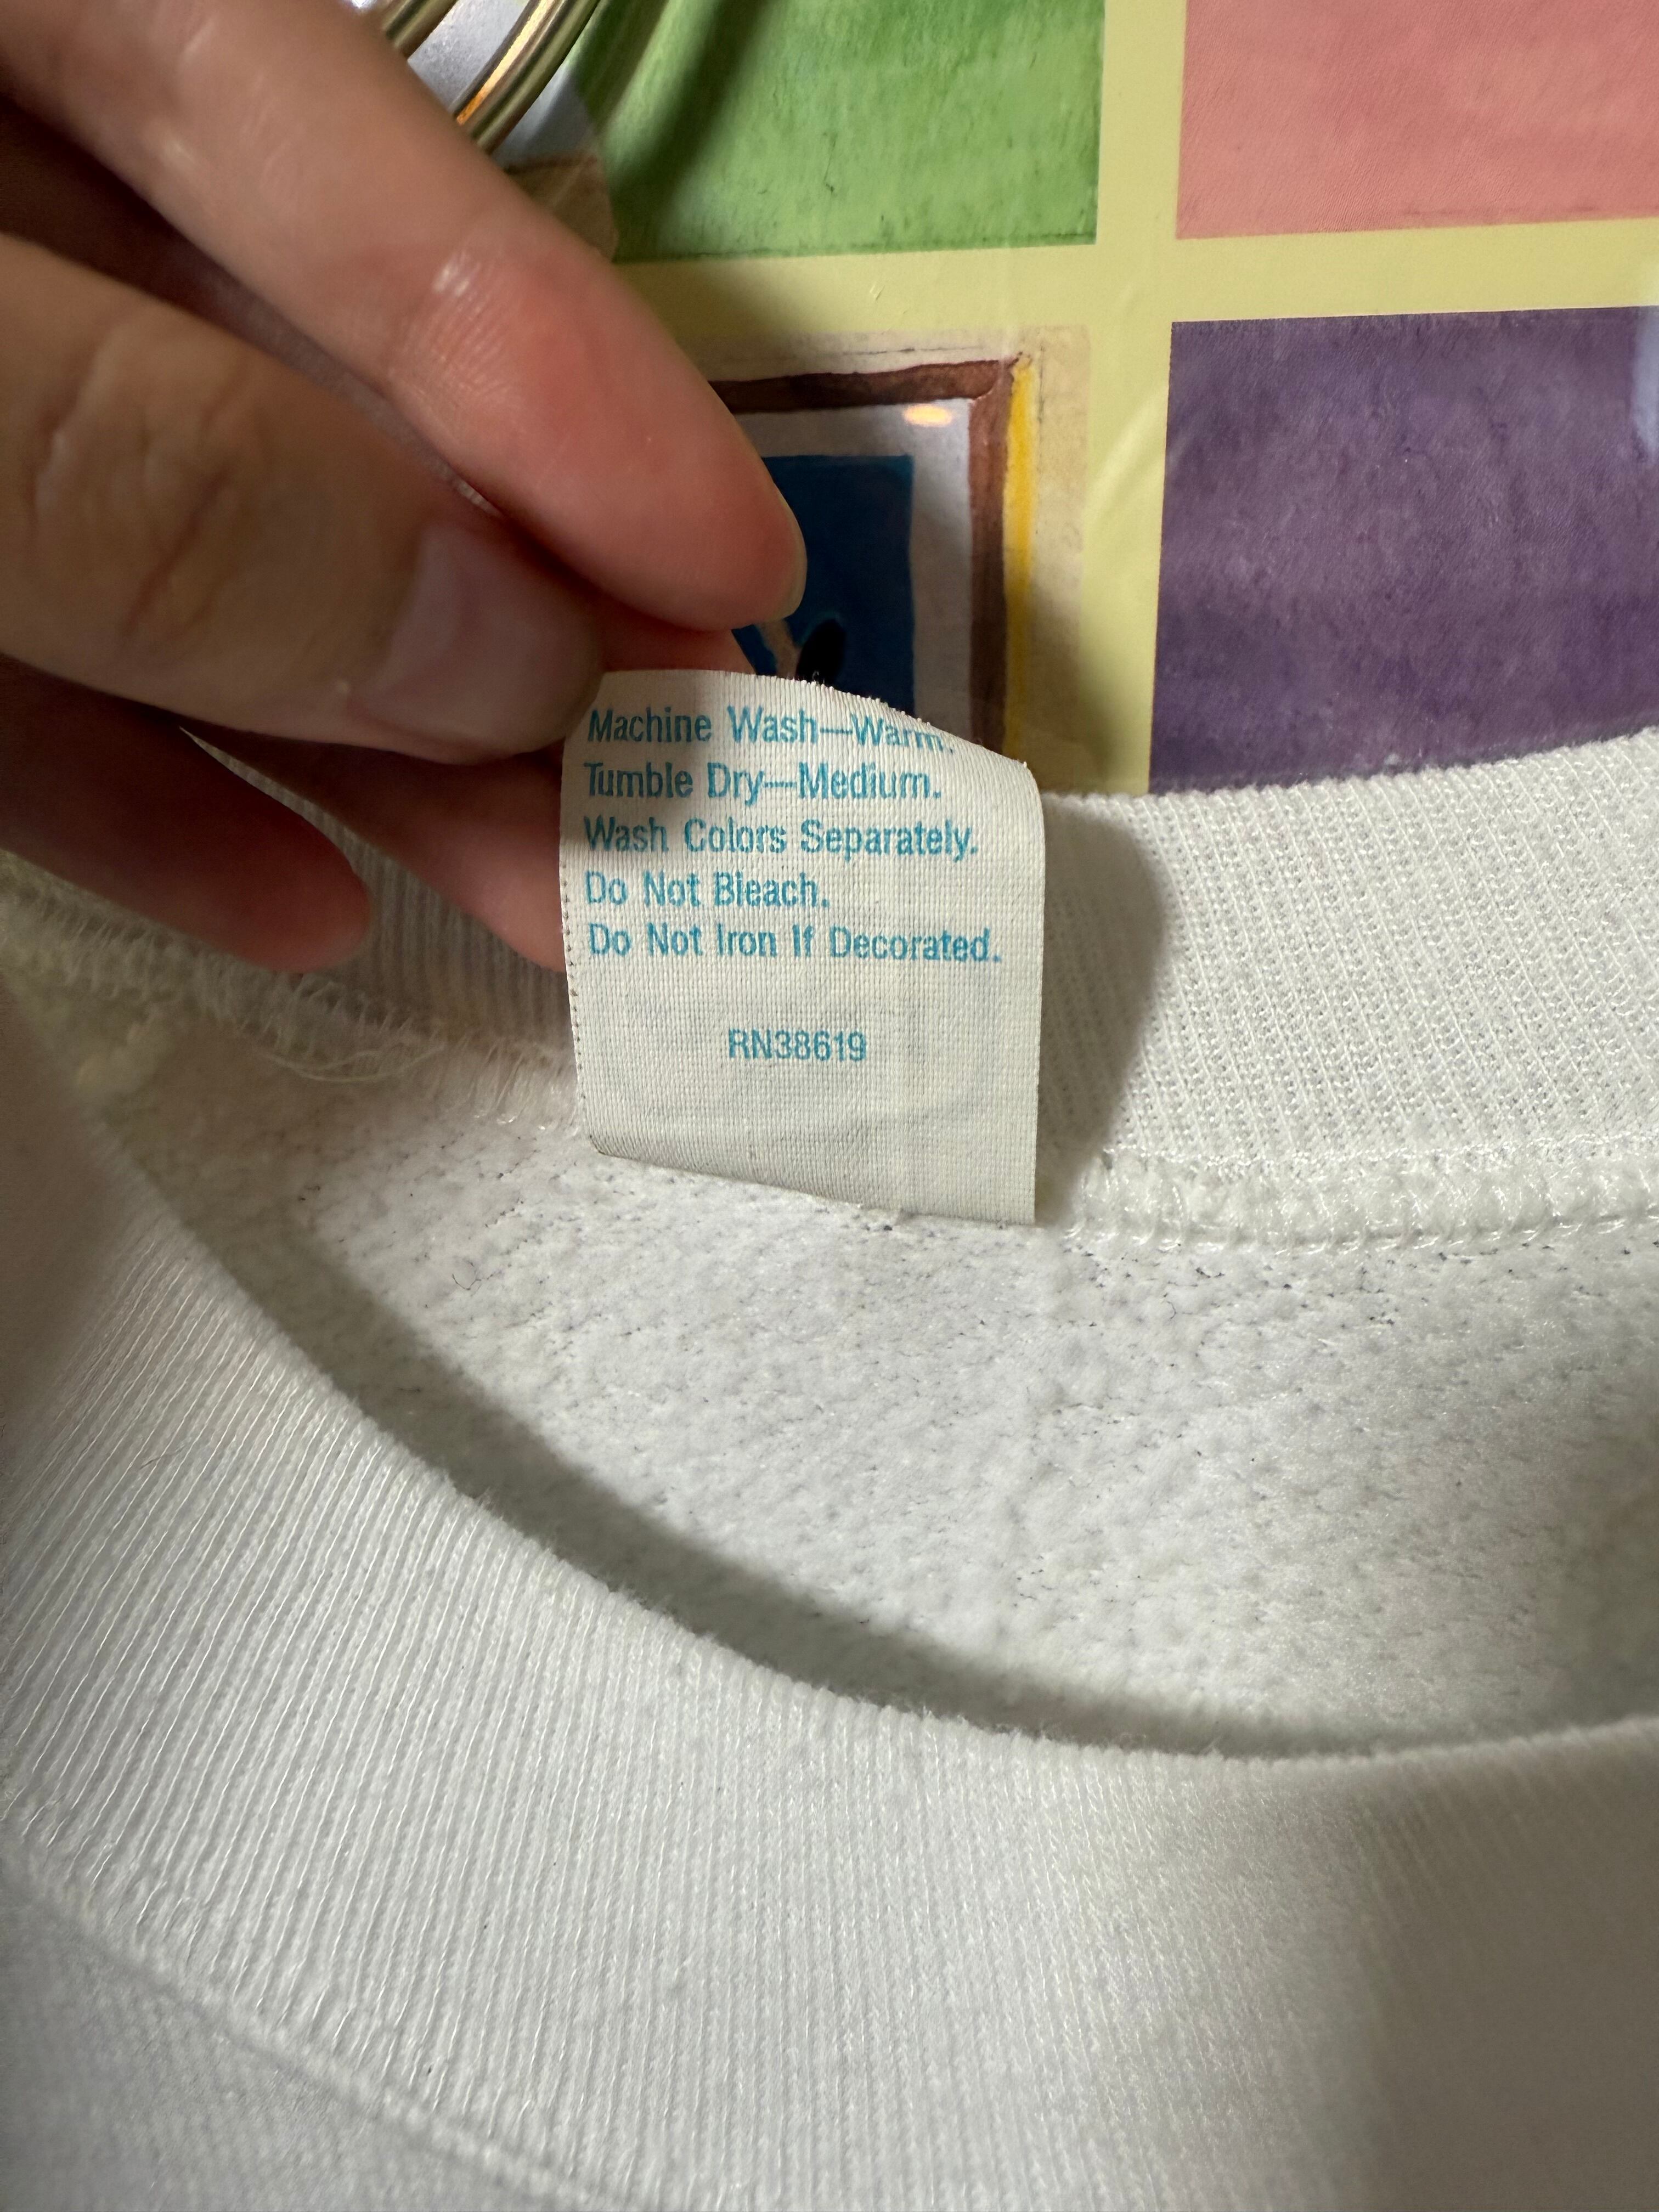 Machine Wash—Warm.
Tumble Dry—Medium.
Wash Colors Separately.
Do Not Bleach.
Do Not Iron If Decorated.
RN38619